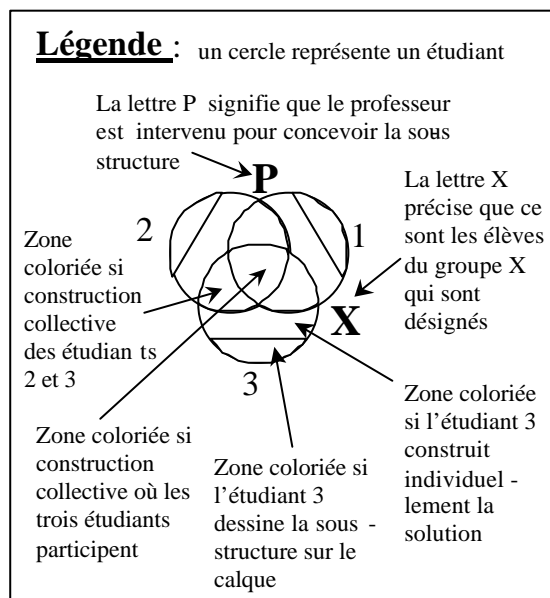 Légende : un cercle représente un étudiant
La lettre P signifie que le professeur
est intervenu pour concevoir la sous -
structure
P
La lettre X
précise que ce
sont les élèves
du groupe X
qui sont
désignés
2
1
X
3
Zone
coloriée si
construction
collective
des étudian ts
2 et 3
Zone coloriée si
construction
collective où les
trois étudiants
participent
Zone coloriée si
l'étudiant 3
dessine la sous -
structure sur le
calque
Zone coloriée
si l'étudiant 3
construit
individuel -
lement la
solution